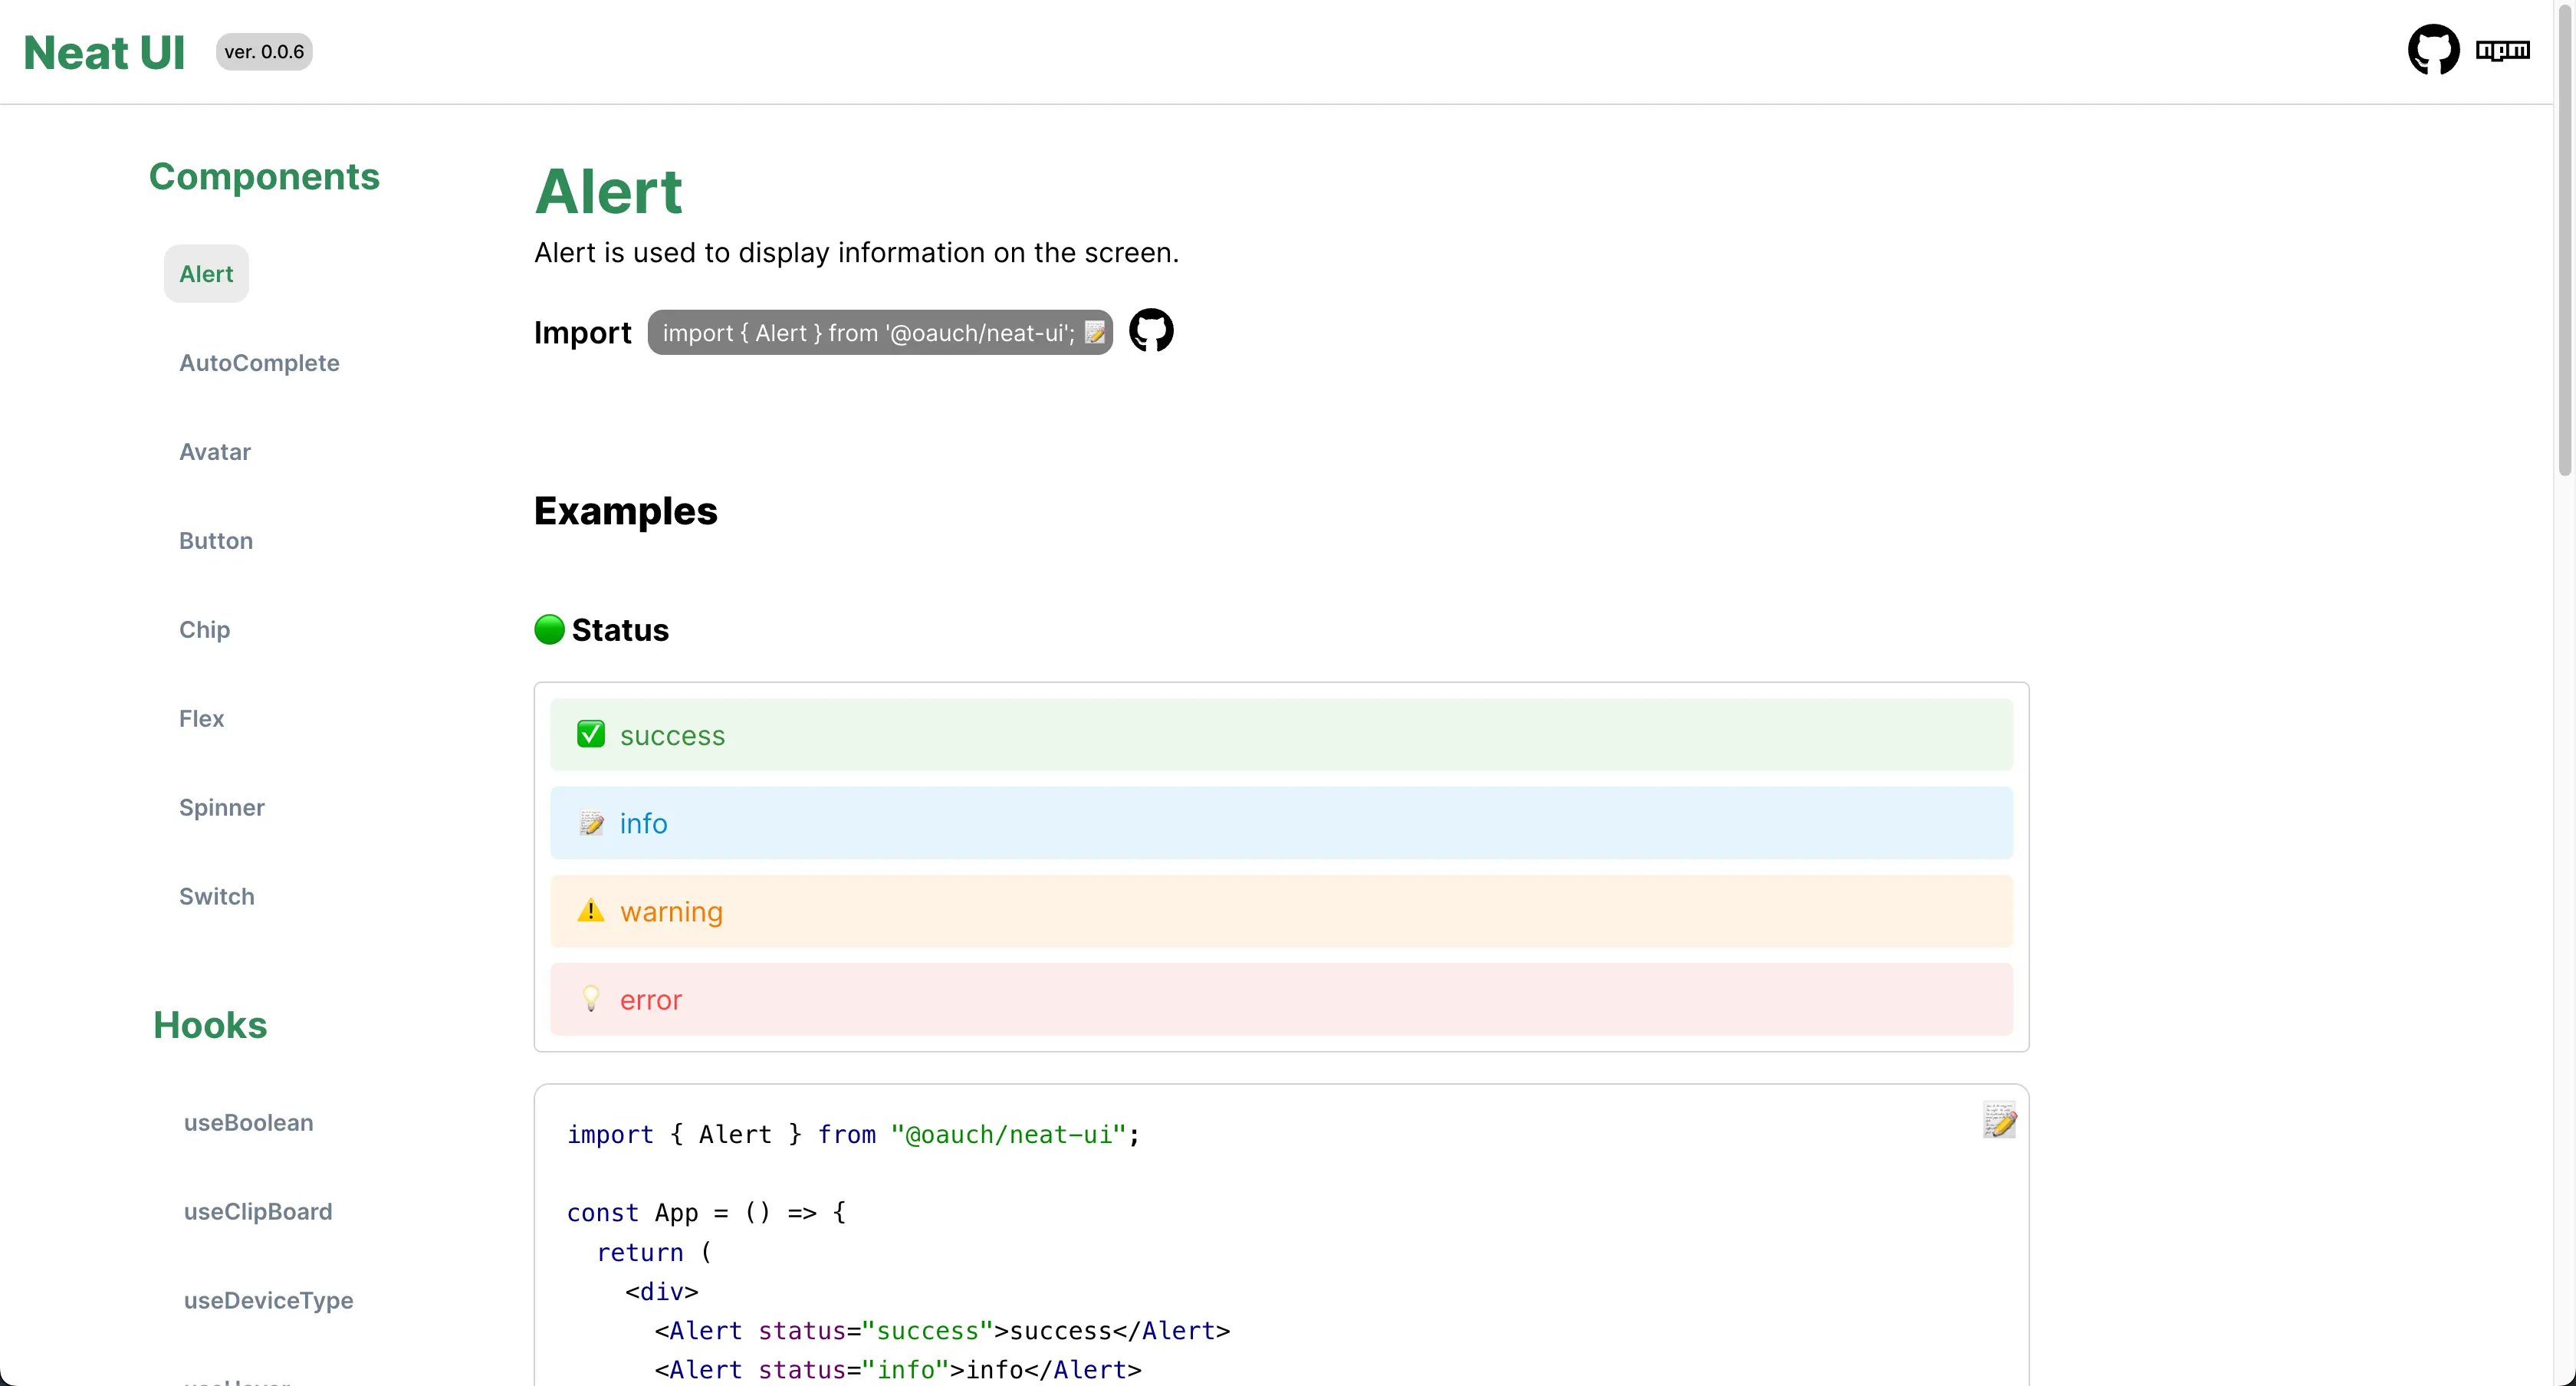 Neat UI
ver. 0.0.6
npm
Components
Alert
AutoComplete
Avatar
Button
Chip
Flex
Spinner
Switch
Hooks
useBoolean
useClipBoard
useDeviceType
Alert
Alert is used to display information on the screen.
Import
import { Alert } from '@oauch/neat-ui';
Examples
Status
success
info
warning
error
import { Alert } from "@oauch/neat-ui";
const App = () => {
return (
<div>
<Alert status="success">success</Alert>
<Alert status="info">info</Alert>